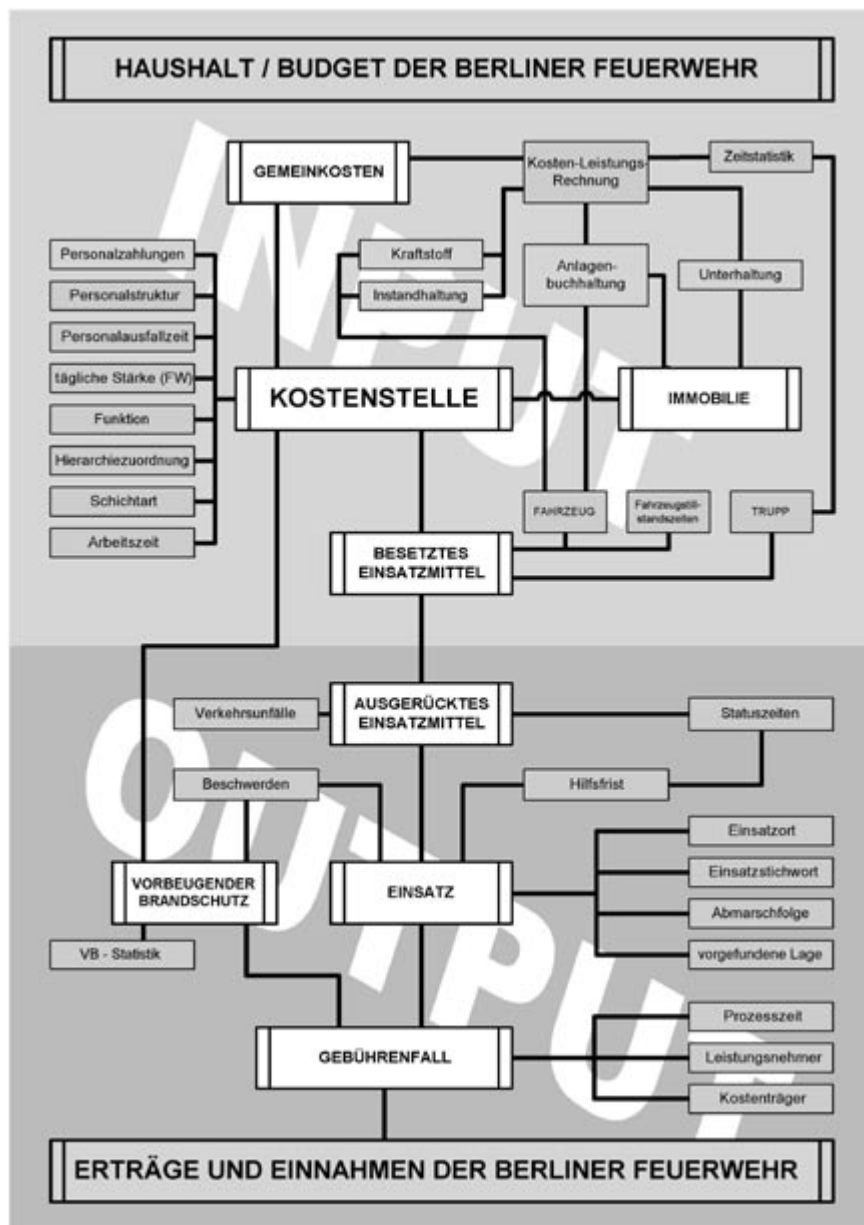 HAUSHALT / BUDGET DER BERLINER FEUERWEHR
INPUT
GEMEINKOSTEN
Kosten-Leistungs-
Rechnung
Zeitstatistik
Personalzahlungen
Personalstruktur
Personalausfallzeit
tägliche Stärke (FW)
Funktion
Hierarchiezuordnung
Schichtart
Arbeitszeit
Kraftstoff
Instandhaltung
Anlagen-
buchhaltung
Unterhaltung
KOSTENSTELLE
IMMOBILIE
FAHRZEUG
Fahrzeugstill-
standszeiten
TRUPP
BESETZTES
EINSATZMITTEL
OUTPUT
AUSGERÜCKTES
EINSATZMITTEL
Verkehrsunfälle
Statuszeiten
Beschwerden
Hilfsfrist
VORBEUGENDER
BRANDSCHUTZ
EINSATZ
Einsatzort
Einsatzstichwort
Abmarschfolge
vorgefundene Lage
VB - Statistik
GEBÜHRENFALL
Prozesszeit
Leistungsnehmer
Kostenträger
ERTRÄGE UND EINNAHMEN DER BERLINER FEUERWEHR